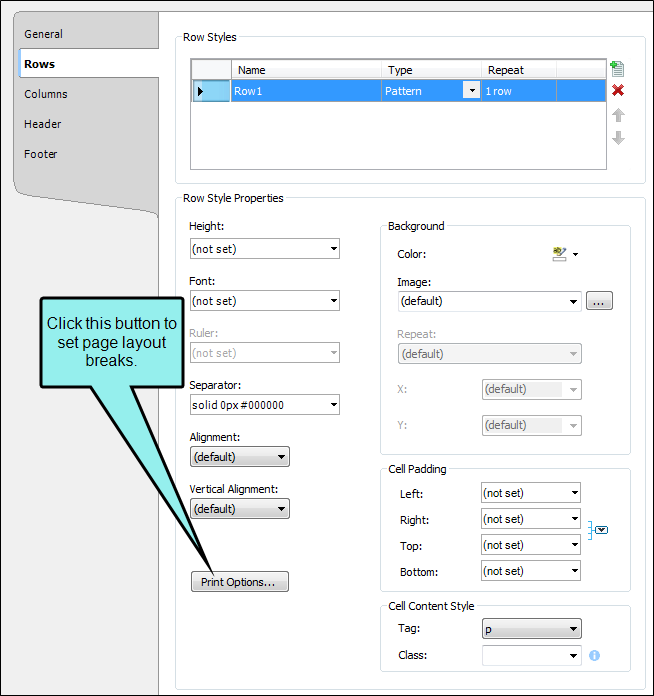 General
Rows
Columns
Header
Footer
Row Styles
Name Type Repeat
Row1 Pattern 1 row
Row Style Properties
Height:
(not set)
Font:
(not set)
Ruler:
(not set)
Separator:
solid 0px #000000
Alignment:
(default)
Vertical Alignment:
(default)
Print Options...
Click this button to
set page layout
breaks.
Background
Color:
Image:
(default)
...
Repeat:
(default)
X: (default)
Y: (default)
Cell Padding
Left: (not set)
Right: (not set)
Top: (not set)
Bottom: (not set)
Cell Content Style
Tag: p
Class: